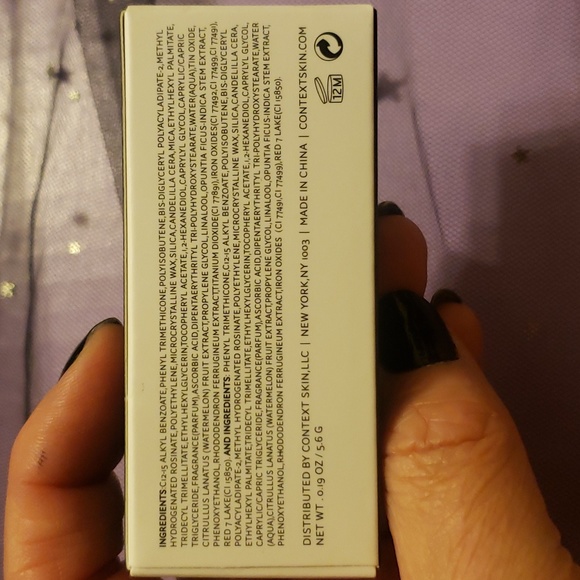 INGREDIENTS:C12-15 ALKYL BENZOATE,PHENYL TRIMETHICONE,POLYISOBUTENE,BIS-DIGLYCERYL POLYACYLADIPATE-2,METHYL
HYDROGENATED ROSINATE,POLYETHYLENE,MICROCRYSTALLINE WAX,SILICA,CANDELILLA CERA,MICA,ETHYLHEXYL PALMITATE,
TRIDECYL TRIMELLITATE,ETHYLHEXYLGLYCERIN,TOCOPHERYL ACETATE,1,2-HEXANEDIOL,CAPRYLYL GLYCOL,CAPRYLIC/CAPRIC
TRIGLYCERIDE,FRAGRANCE(PARFUM),ASCORBIC ACID,DIPENTAERYTHRITYL TRI-POLYHYDROXYSTEARATE,WATER(AQUA),TIN OXIDE,
CITRULLUS LANATUS (WATERMELON) FRUIT EXTRACT,PROPYLENE GLYCOL,LINALOOL,OPUNTIA FICUS-INDICA STEM EXTRACT,
PHENOXYETHANOL,RHODODENDRON FERRUGINEUM EXTRACT,TITANIUM DIOXIDE(CI 77891),IRON OXIDES(CI 77492,CI 77499,CI 77491),
RED 7 LAKE(CI 15850). AND INGREDIENTS: PHENYL TRIMETHICONE,C12-15 ALKYL BENZOATE,POLYISOBUTENE,BIS-DIGLYCERYL
POLYACYLADIPATE-2,METHYL HYDROGENATED ROSINATE,POLYETHYLENE,MICROCRYSTALLINE WAX,SILICA,CANDELILLA CERA,
ETHYLHEXYL PALMITATE,TRIDECYL TRIMELLITATE,ETHYLHEXYLGLYCERIN,TOCOPHERYL ACETATE,1,2-HEXANEDIOL,CAPRYLYL GLYCOL,
CAPRYLIC/CAPRIC TRIGLYCERIDE,FRAGRANCE(PARFUM),ASCORBIC ACID,DIPENTAERYTHRITYL TRI-POLYHYDROXYSTEARATE,WATER
(AQUA),CITRULLUS LANATUS (WATERMELON) FRUIT EXTRACT,PROPYLENE GLYCOL,LINALOOL,OPUNTIA FICUS-INDICA STEM EXTRACT,
PHENOXYETHANOL,RHODODENDRON FERRUGINEUM EXTRACT,IRON OXIDES (CI 77491,CI 77499),RED 7 LAKE(CI 15850).
DISTRIBUTED BY CONTEXT SKIN,LLC | NEW YORK,NY 1003 | MADE IN CHINA | CONTEXTSKIN.COM
NET WT .0.19 OZ / 5.6 G
12M